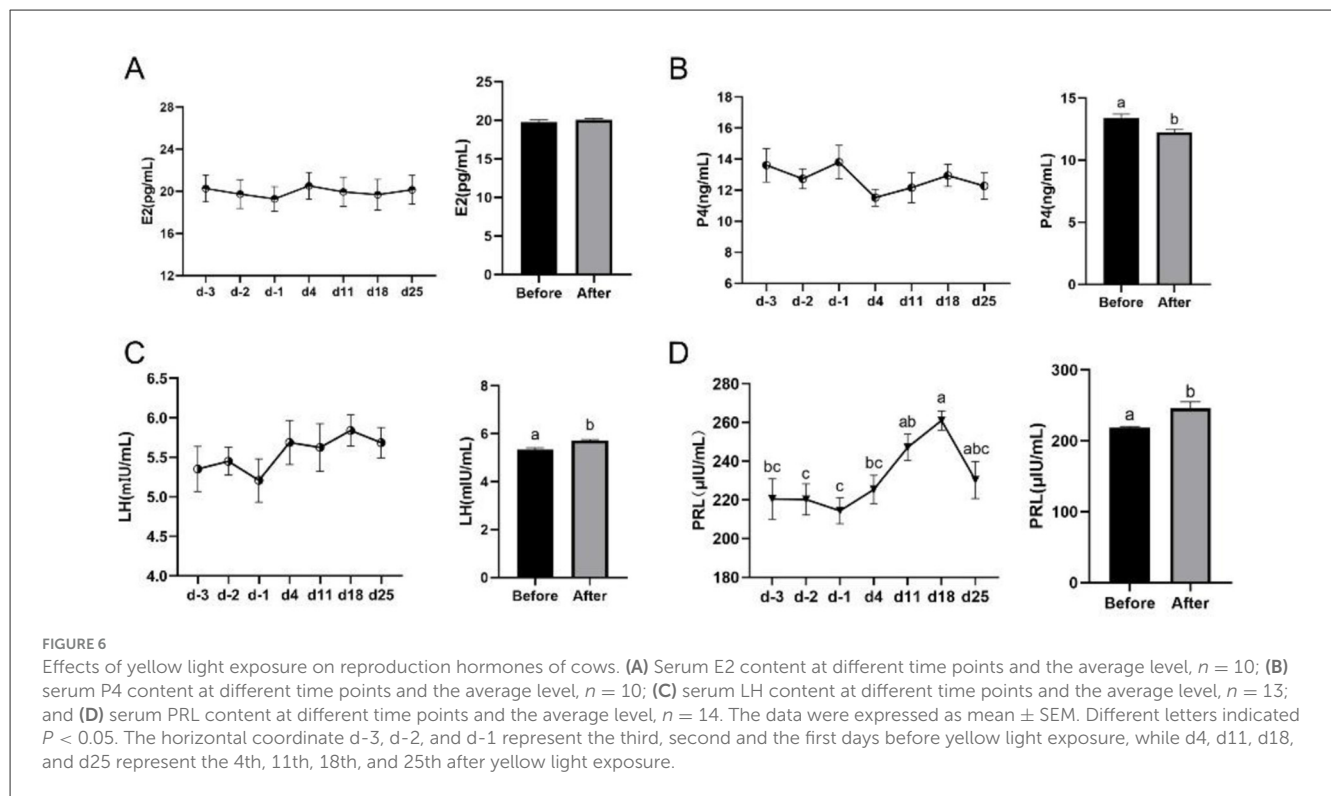 A
E2(pg/mL)
28
24
20
16
12
d-3 d-2 d-1 d4 d11 d18 d25
E2(pg/mL)
25
20
15
10
5
0
Before After
B
P4(ng/mL)
18
16
14
12
10
8
6
d-3 d-2 d-1 d4 d11 d18 d25
P4(ng/mL)
15
10
5
0
a b
Before After
C
LH(mIU/mL)
6.5
6.0
5.5
5.0
4.5
4.0
d-3 d-2 d-1 d4 d11 d18 d25
LH(mIU/mL)
8
6
4
2
0
a b
Before After
D
PRL(μIU/mL)
280
260
240
220
200
180
bc c c bc ab a abc
d-3 d-2 d-1 d4 d11 d18 d25
PRL(μIU/mL)
300
200
100
0
a b
Before After
FIGURE 6
Effects of yellow light exposure on reproduction hormones of cows. (A) Serum E2 content at different time points and the average level, n = 10; (B)
serum P4 content at different time points and the average level, n = 10; (C) serum LH content at different time points and the average level, n = 13;
and (D) serum PRL content at different time points and the average level, n = 14. The data were expressed as mean ± SEM. Different letters indicated
P < 0.05. The horizontal coordinate d-3, d-2, and d-1 represent the third, second and the first days before yellow light exposure, while d4, d11, d18,
and d25 represent the 4th, 11th, 18th, and 25th after yellow light exposure.